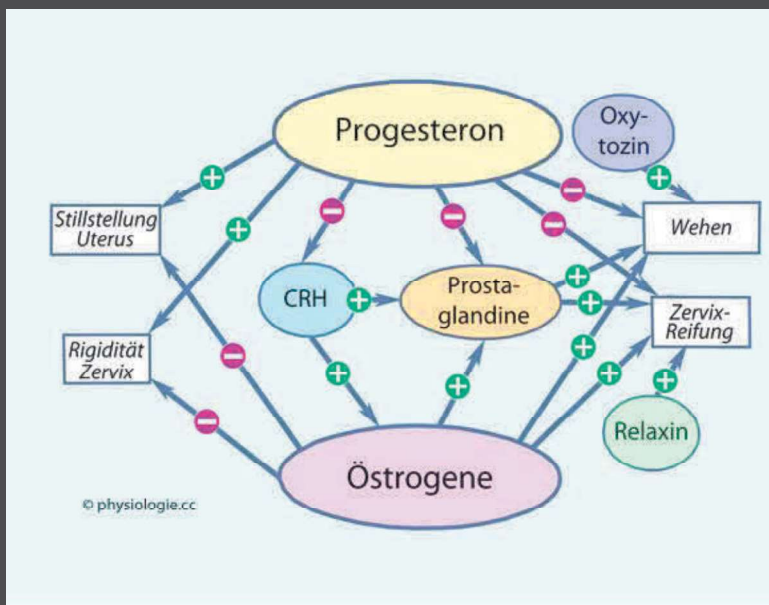 Progesteron
Oxy-
tozin
Stillstellung
Uterus
Wehen
CRH
Prosta-
glandine
Zervix-
Reifung
Rigidität
Zervix
Relaxin
Östrogene
© physiologie.cc